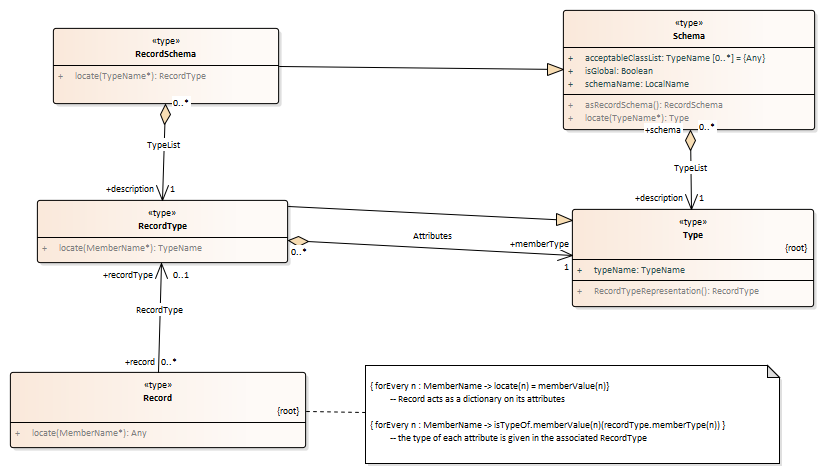 «type»
RecordSchema
+ locate(TypeName*): RecordType
0..*
TypeList
+description
1
«type»
Schema
+ acceptableClassList: TypeName [0..*] = {Any}
+ isGlobal: Boolean
+ schemaName: LocalName
+ asRecordSchema(): RecordSchema
+ locate(TypeName*): Type
+schema
0..*
TypeList
+description
1
«type»
RecordType
+ locate(MemberName*): TypeName
0..*
Attributes
+memberType
1
«type»
Type
{root}
+ typeName: TypeName
+ RecordTypeRepresentation(): RecordType
+recordType
0..1
RecordType
+record
0..*
«type»
Record
{root}
+ locate(MemberName*): Any
{ forEvery n : MemberName -> locate(n) = memberValue(n)}
-- Record acts as a dictionary on its attributes
{ forEvery n : MemberName -> isTypeOf.memberValue(n)(recordType.memberType(n)) }
-- the type of each attribute is given in the associated RecordType